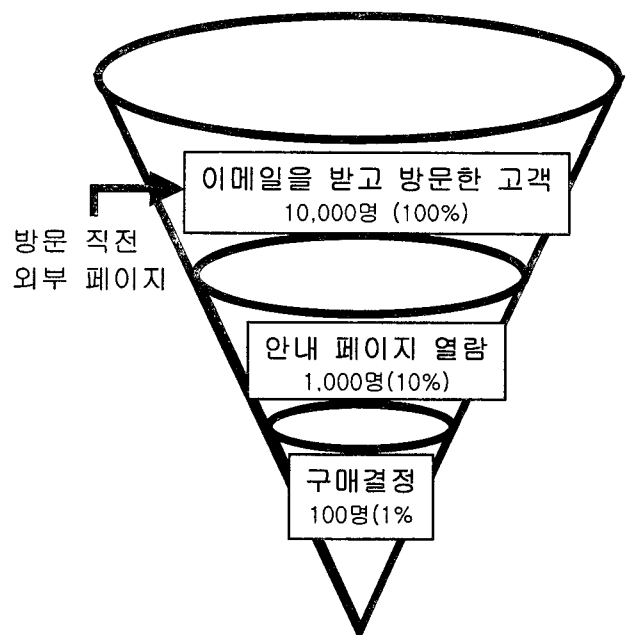 이메일을 받고 방문한 고객
10,000명 (100%)
방문 직전
외부 페이지
안내 페이지 열람
1,000명(10%)
구매결정
100명(1%